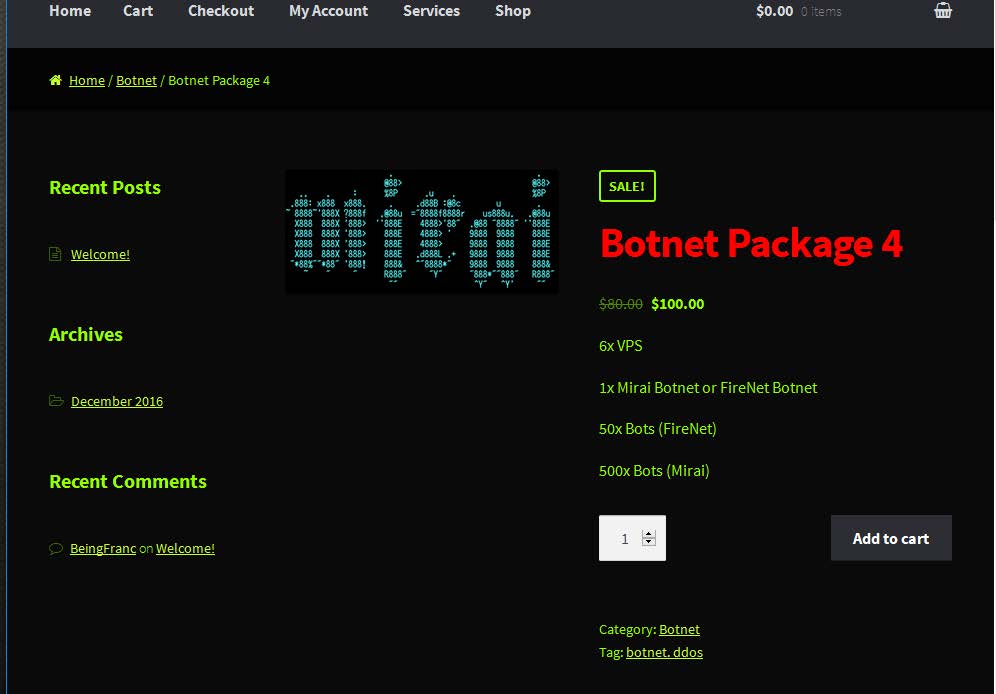 Home Cart Checkout My Account Services Shop $0.00 0 items
Home / Botnet / Botnet Package 4
Recent Posts
Welcome!
Archives
December 2016
Recent Comments
BeingFranc on Welcome!
mirai
SALE!
Botnet Package 4
$80.00 $100.00
6x VPS
1x Mirai Botnet or FireNet Botnet
50x Bots (FireNet)
500x Bots (Mirai)
1 Add to cart
Category: Botnet
Tag: botnet. ddos